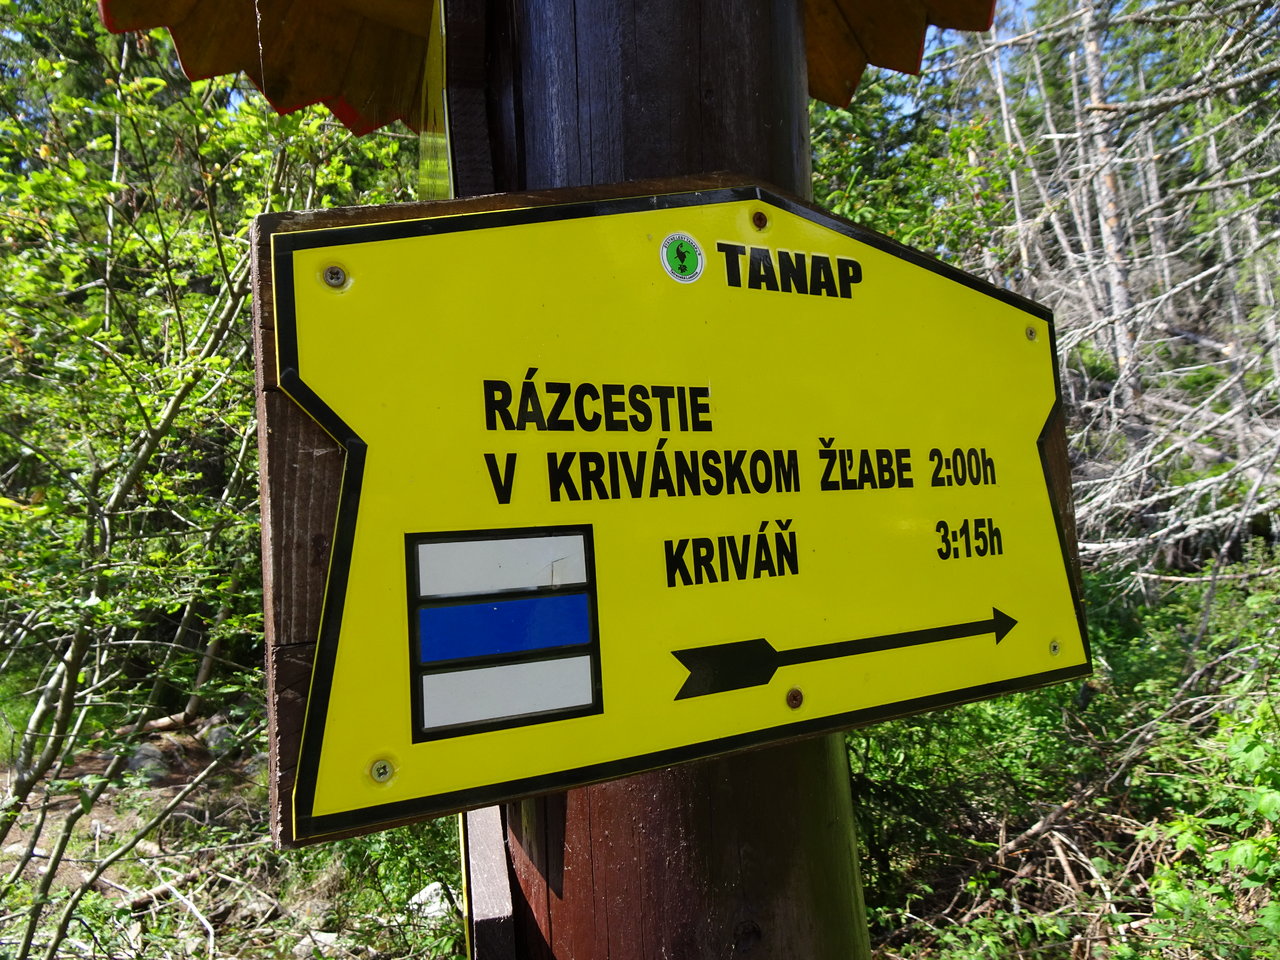 TANAP
RÁZCESTIE
V KRIVÁNSKOM ŽĽABE 2:00h
KRIVÁŇ 3:15h